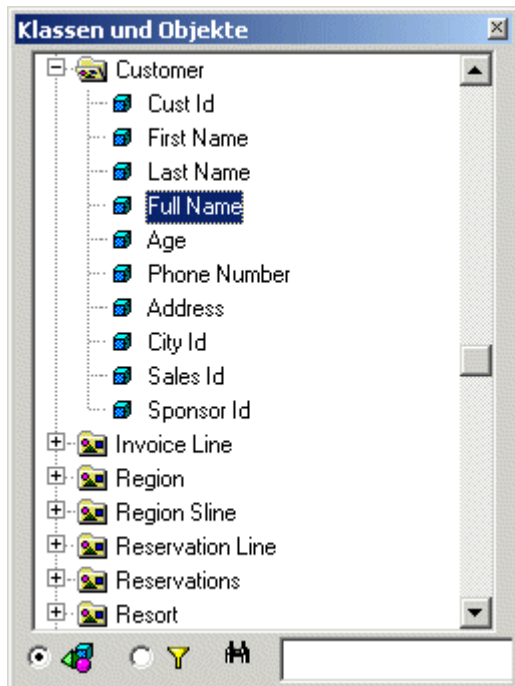 Klassen und Objekte
Customer
Cust Id
First Name
Last Name
Full Name
Age
Phone Number
Address
City Id
Sales Id
Sponsor Id
Invoice Line
Region
Region Sline
Reservation Line
Reservations
Resort